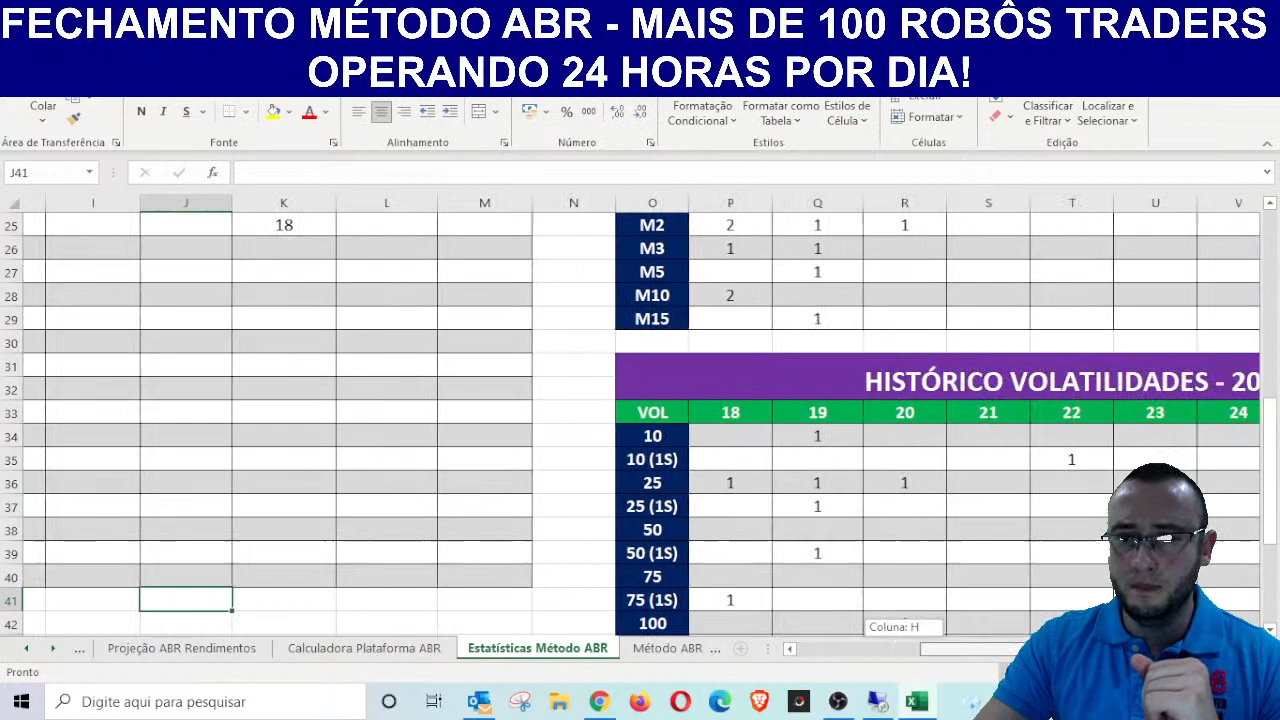 FECHAMENTO MÉTODO ABR - MAIS DE 100 ROBÔS TRADERS
OPERANDO 24 HORAS POR DIA!
Colar
N I S
A
% 000
Formatação Condicional
Formatar como Tabela
Estilos de Célula
Formatar
Classificar e Filtrar
Localizar e Selecionar
Área de Transferência
Fonte
Alinhamento
Número
Estilos
Células
Edição
J41
fx
I J K L M N O P Q R S T U V
25 18 M2 2 1 1
26 M3 1 1
27 M5 1
28 M10 2
29 M15 1
30
31
32 HISTÓRICO VOLATILIDADES - 20
33 VOL 18 19 20 21 22 23 24
34 10 1
35 10 (1S) 1
36 25 1 1 1
37 25 (1S) 1
38 50
39 50 (1S) 1
40 75
41 75 (1S) 1
42 100
Coluna: H
... Projeção ABR Rendimentos Calculadora Plataforma ABR Estatísticas Método ABR Método ABR ...
Pronto
Digite aqui para pesquisar